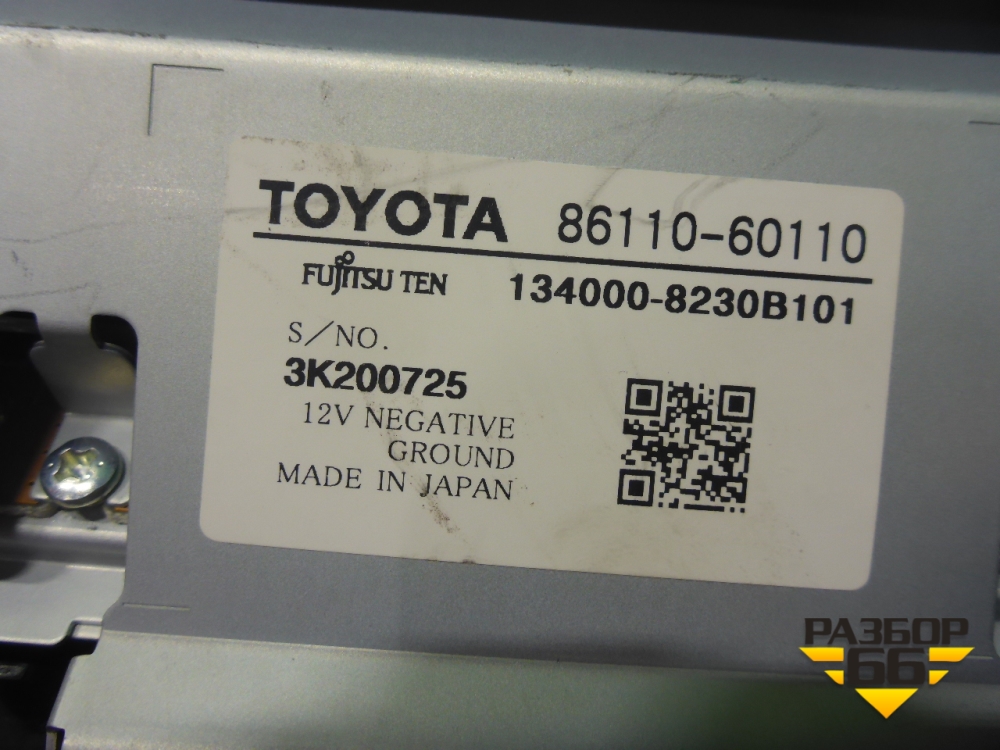 TOYOTA 86110-60110
FUJITSU TEN 134000-8230B101
S/NO.
3K200725
12V NEGATIVE
GROUND
MADE IN JAPAN
РАЗБОР
66